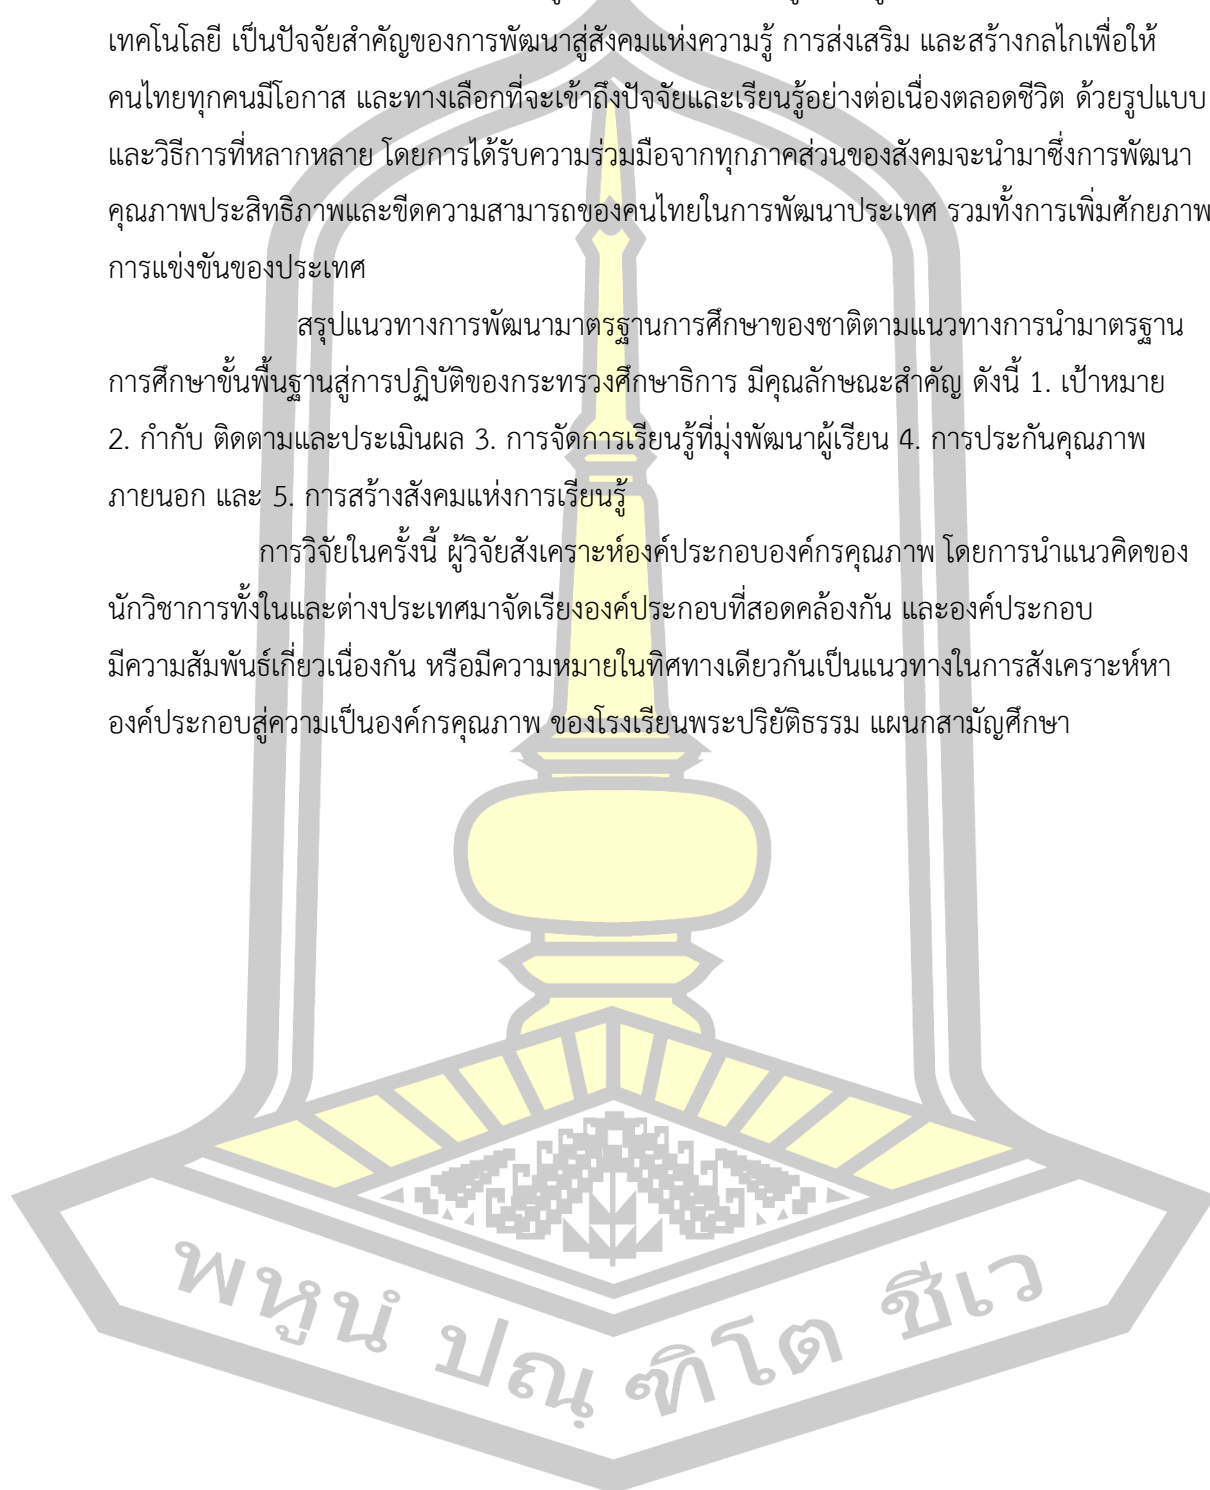 เทคโนโลยี เป็นปัจจัยสำคัญของการพัฒนาสู่สังคมแห่งความรู้ การส่งเสริม และสร้างกลไกเพื่อให้
คนไทยทุกคนมีโอกาส และทางเลือกที่จะเข้าถึงปัจจัยและเรียนรู้อย่างต่อเนื่องตลอดชีวิต ด้วยรูปแบบ
และวิธีการที่หลากหลาย โดยการได้รับความร่วมมือจากทุกภาคส่วนของสังคมจะนำมาซึ่งการพัฒนา
คุณภาพประสิทธิภาพและขีดความสามารถของคนไทยในการพัฒนาประเทศ รวมทั้งการเพิ่มศักยภาพ
การแข่งขันของประเทศ
สรุปแนวทางการพัฒนามาตรฐานการศึกษาของชาติตามแนวทางการนำมาตรฐาน
การศึกษาขั้นพื้นฐานสู่การปฏิบัติของกระทรวงศึกษาธิการ มีคุณลักษณะสำคัญ ดังนี้ 1. เป้าหมาย
2. กำกับ ติดตามและประเมินผล 3. การจัดการเรียนรู้ที่มุ่งพัฒนาผู้เรียน 4. การประกันคุณภาพ
ภายนอก และ 5. การสร้างสังคมแห่งการเรียนรู้
การวิจัยในครั้งนี้ ผู้วิจัยสังเคราะห์องค์ประกอบองค์กรคุณภาพ โดยการนำแนวคิดของ
นักวิชาการทั้งในและต่างประเทศมาจัดเรียงองค์ประกอบที่สอดคล้องกัน และองค์ประกอบ
มีความสัมพันธ์เกี่ยวเนื่องกัน หรือมีความหมายในทิศทางเดียวกันเป็นแนวทางในการสังเคราะห์หา
องค์ประกอบสู่ความเป็นองค์กรคุณภาพ ของโรงเรียนพระปริยัติธรรม แผนกสามัญศึกษา
พหูนํ ปณฺฑิโต ชีเว